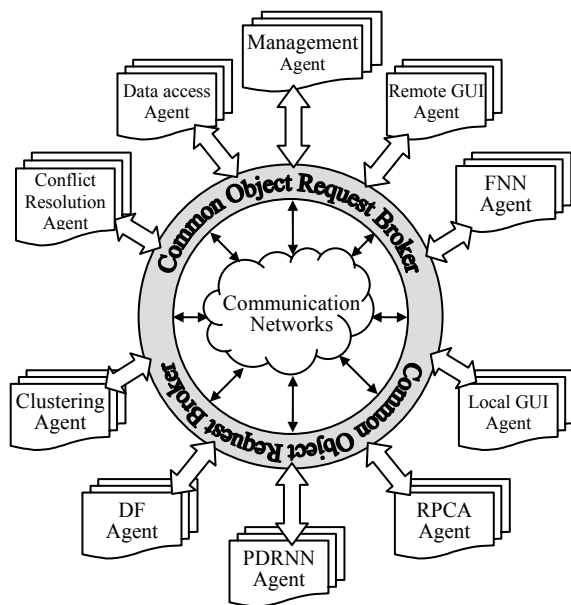 Management
Agent
Data access
Agent
Remote GUI
Agent
Conflict
Resolution
Agent
FNN
Agent
Common Object Request Broker
Communication
Networks
Clustering
Agent
Local GUI
Agent
Common Object Request Broker
DF
Agent
RPCA
Agent
PDRNN
Agent